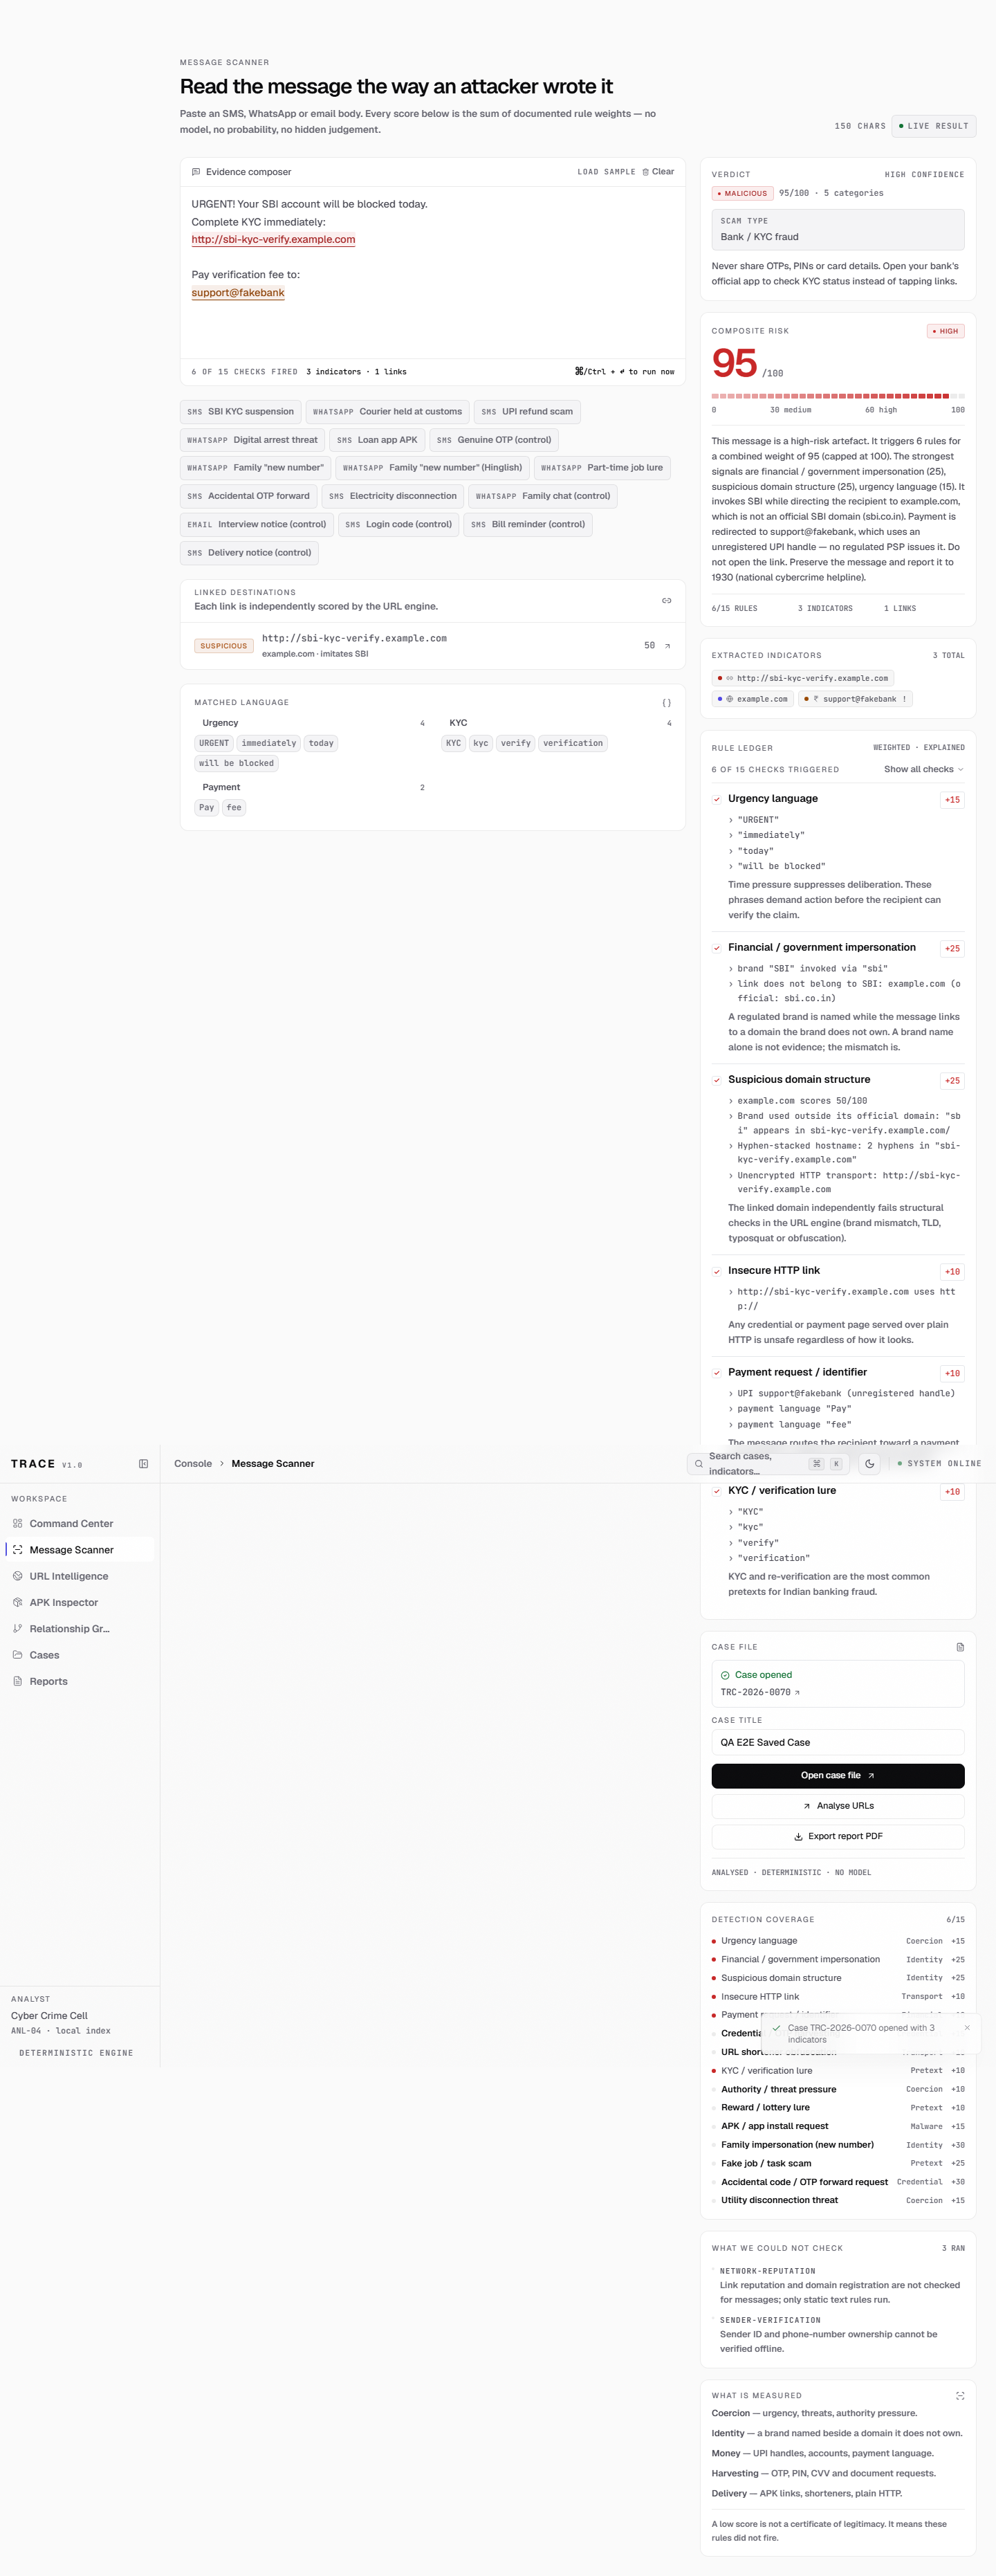 MESSAGE SCANNER
Read the message the way an attacker wrote it
Paste an SMS, WhatsApp or email body. Every score below is the sum of documented rule weights — no
model, no probability, no hidden judgement.
150 CHARS
LIVE RESULT
Evidence composer
LOAD SAMPLE
Clear
URGENT! Your SBI account will be blocked today.
Complete KYC immediately:
http://sbi-kyc-verify.example.com
Pay verification fee to:
support@fakebank
6 OF 15 CHECKS FIRED 3 indicators · 1 links
⌘/Ctrl + ↵ to run now
SMS SBI KYC suspension
WHATSAPP Courier held at customs
SMS UPI refund scam
WHATSAPP Digital arrest threat
SMS Loan app APK
SMS Genuine OTP (control)
WHATSAPP Family "new number"
WHATSAPP Family "new number" (Hinglish)
WHATSAPP Part-time job lure
SMS Accidental OTP forward
SMS Electricity disconnection
WHATSAPP Family chat (control)
EMAIL Interview notice (control)
SMS Login code (control)
SMS Bill reminder (control)
SMS Delivery notice (control)
LINKED DESTINATIONS
Each link is independently scored by the URL engine.
SUSPICIOUS
http://sbi-kyc-verify.example.com
example.com · imitates SBI
50
MATCHED LANGUAGE
{}
Urgency 4
URGENT immediately today
will be blocked
KYC 4
KYC kyc verify verification
Payment 2
Pay fee
VERDICT
HIGH CONFIDENCE
MALICIOUS 95/100 · 5 categories
SCAM TYPE
Bank / KYC fraud
Never share OTPs, PINs or card details. Open your bank's
official app to check KYC status instead of tapping links.
COMPOSITE RISK
HIGH
95 /100
0 30 medium 60 high 100
This message is a high-risk artefact. It triggers 6 rules for
a combined weight of 95 (capped at 100). The strongest
signals are financial / government impersonation (25),
suspicious domain structure (25), urgency language (15). It
invokes SBI while directing the recipient to example.com,
which is not an official SBI domain (sbi.co.in). Payment is
redirected to support@fakebank, which uses an
unregistered UPI handle — no regulated PSP issues it. Do
not open the link. Preserve the message and report it to
1930 (national cybercrime helpline).
6/15 RULES 3 INDICATORS 1 LINKS
EXTRACTED INDICATORS
3 TOTAL
http://sbi-kyc-verify.example.com
example.com
₹ support@fakebank !
RULE LEDGER
WEIGHTED · EXPLAINED
6 OF 15 CHECKS TRIGGERED
Show all checks
Urgency language +15
› "URGENT"
› "immediately"
› "today"
› "will be blocked"
Time pressure suppresses deliberation. These
phrases demand action before the recipient can
verify the claim.
Financial / government impersonation +25
› brand "SBI" invoked via "sbi"
› link does not belong to SBI: example.com (o
fficial: sbi.co.in)
A regulated brand is named while the message links
to a domain the brand does not own. A brand name
alone is not evidence; the mismatch is.
Suspicious domain structure +25
› example.com scores 50/100
› Brand used outside its official domain: "sb
i" appears in sbi-kyc-verify.example.com/
› Hyphen-stacked hostname: 2 hyphens in "sbi-
kyc-verify.example.com"
› Unencrypted HTTP transport: http://sbi-kyc-
verify.example.com
The linked domain independently fails structural
checks in the URL engine (brand mismatch, TLD,
typosquat or obfuscation).
Insecure HTTP link +10
› http://sbi-kyc-verify.example.com uses htt
p://
Any credential or payment page served over plain
HTTP is unsafe regardless of how it looks.
Payment request / identifier +10
› UPI support@fakebank (unregistered handle)
› payment language "Pay"
› payment language "fee"
The message routes the recipient toward a payment
TRACE V1.0
Console › Message Scanner
Search cases,
indicators...
⌘ K
SYSTEM ONLINE
WORKSPACE
Command Center
Message Scanner
URL Intelligence
APK Inspector
Relationship Gr...
Cases
Reports
ANALYST
Cyber Crime Cell
ANL-04 · local index
DETERMINISTIC ENGINE
KYC / verification lure +10
› "KYC"
› "kyc"
› "verify"
› "verification"
KYC and re-verification are the most common
pretexts for Indian banking fraud.
CASE FILE
Case opened
TRC-2026-0070
CASE TITLE
QA E2E Saved Case
Open case file
Analyse URLs
Export report PDF
ANALYSED · DETERMINISTIC · NO MODEL
DETECTION COVERAGE
6/15
Urgency language Coercion +15
Financial / government impersonation Identity +25
Suspicious domain structure Identity +25
Insecure HTTP link Transport +10
Case TRC-2026-0070 opened with 3
indicators
KYC / verification lure Pretext +10
Authority / threat pressure Coercion +10
Reward / lottery lure Pretext +10
APK / app install request Malware +15
Family impersonation (new number) Identity +30
Fake job / task scam Pretext +25
Accidental code / OTP forward request Credential +30
Utility disconnection threat Coercion +15
WHAT WE COULD NOT CHECK
3 RAN
NETWORK-REPUTATION
Link reputation and domain registration are not checked
for messages; only static text rules run.
SENDER-VERIFICATION
Sender ID and phone-number ownership cannot be
verified offline.
WHAT IS MEASURED
Coercion — urgency, threats, authority pressure.
Identity — a brand named beside a domain it does not own.
Money — UPI handles, accounts, payment language.
Harvesting — OTP, PIN, CVV and document requests.
Delivery — APK links, shorteners, plain HTTP.
A low score is not a certificate of legitimacy. It means these
rules did not fire.